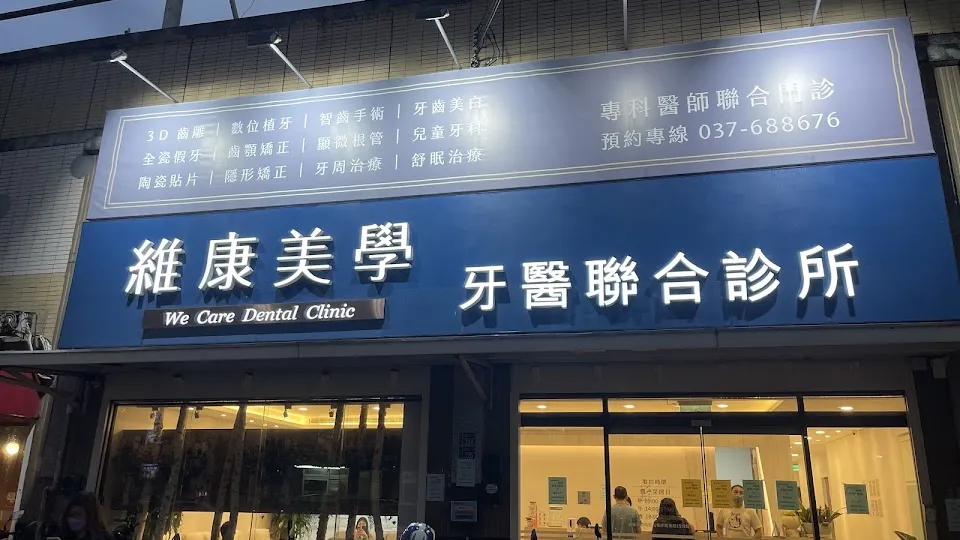 3D 齒雕 | 數位植牙 | 智齒手術 | 牙齒美白
全瓷假牙 | 齒顎矯正 | 顯微根管 | 兒童牙科
陶瓷貼片 | 隱形矯正 | 牙周治療 | 舒眠治療
專科醫師聯合門診
預約專線 037-688676
維康美學
We Care Dental Clinic
牙醫聯合診所